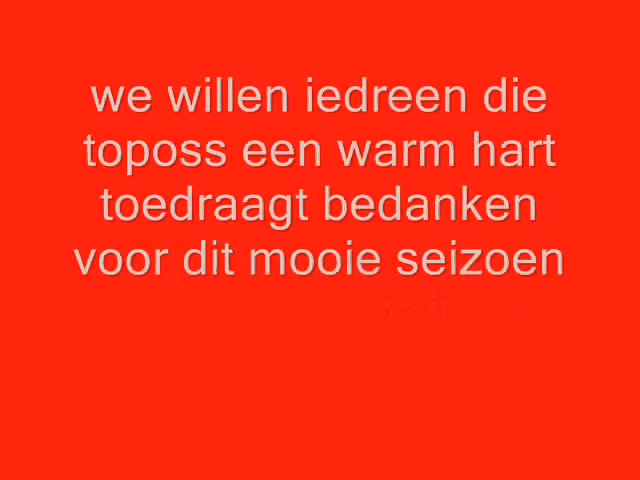 we willen iedreen die
toposs een warm hart
toedraagt bedanken
voor dit mooie seizoen